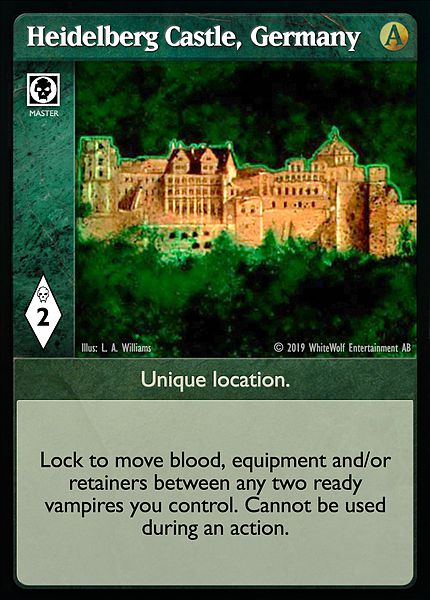 Heidelberg Castle, Germany A
MASTER
2
Illus: L. A. Williams © 2019 WhiteWolf Entertainment AB
Unique location.
Lock to move blood, equipment and/or
retainers between any two ready
vampires you control. Cannot be used
during an action.